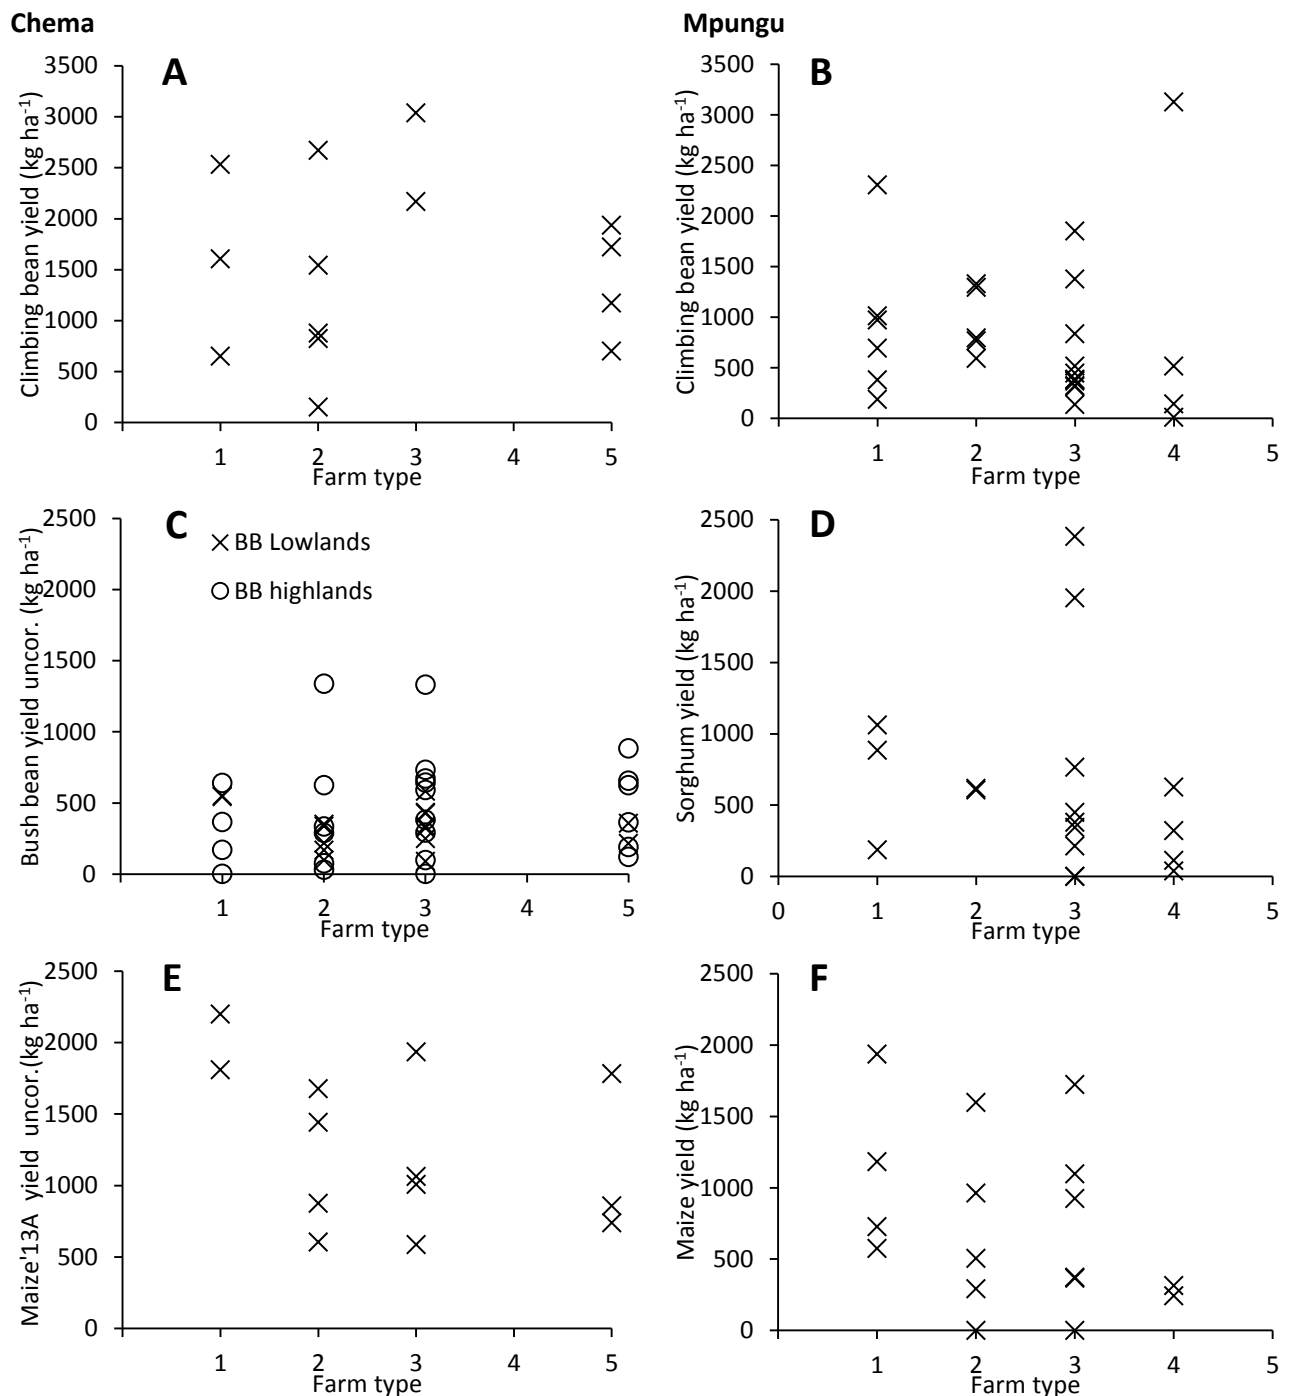 Chema
Mpungu
A
Climbing bean yield (kg ha⁻¹)
3500
3000
2500
2000
1500
1000
500
0
1 2 3 4 5
Farm type
B
Climbing bean yield (kg ha⁻¹)
3500
3000
2500
2000
1500
1000
500
0
1 2 3 4 5
Farm type
C
Bush bean yield uncor. (kg ha⁻¹)
BB Lowlands
BB highlands
2500
2000
1500
1000
500
0
1 2 3 4 5
Farm type
D
Sorghum yield (kg ha⁻¹)
2500
2000
1500
1000
500
0
0 1 2 3 4 5
Farm type
E
Maize'13A yield uncor.(kg ha⁻¹)
2500
2000
1500
1000
500
0
1 2 3 4 5
Farm type
F
Maize yield (kg ha⁻¹)
2500
2000
1500
1000
500
0
1 2 3 4 5
Farm type